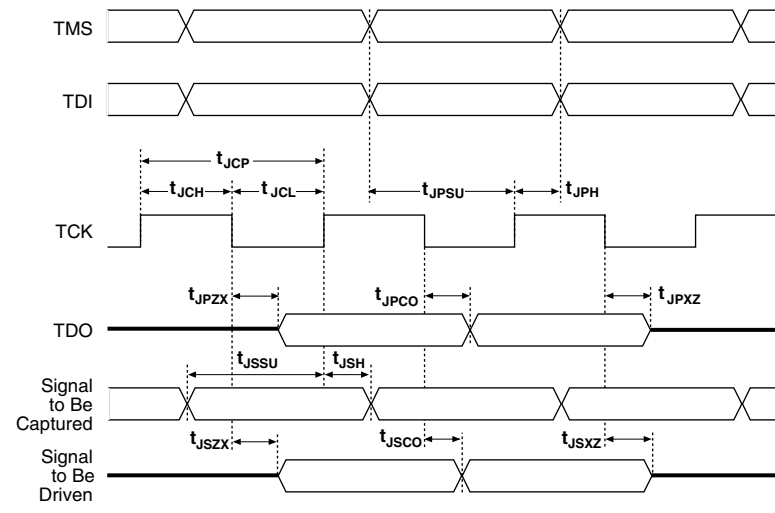 TMS
TDI
tJCP
tJCH
tJCL
tJPSU
tJPH
TCK
tJPZX
tJPCO
tJPXZ
TDO
tJSSU
tJSH
Signal
to Be
Captured
tJSZX
tJSCO
tJSXZ
Signal
to Be
Driven